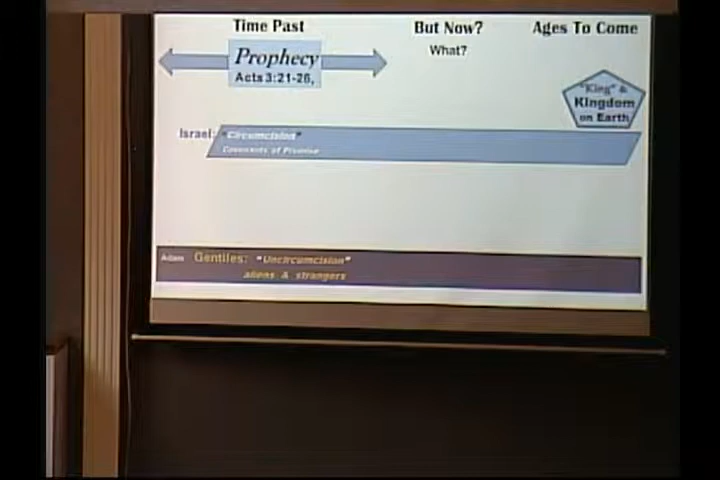 Time Past
But Now?
Ages To Come
What?
Prophecy
Acts 3:21-26,
"King" &
Kingdom
on Earth
Israel: "Circumcision"
Covenants of Promise
Adam Gentiles: "Uncircumcision"
aliens & strangers